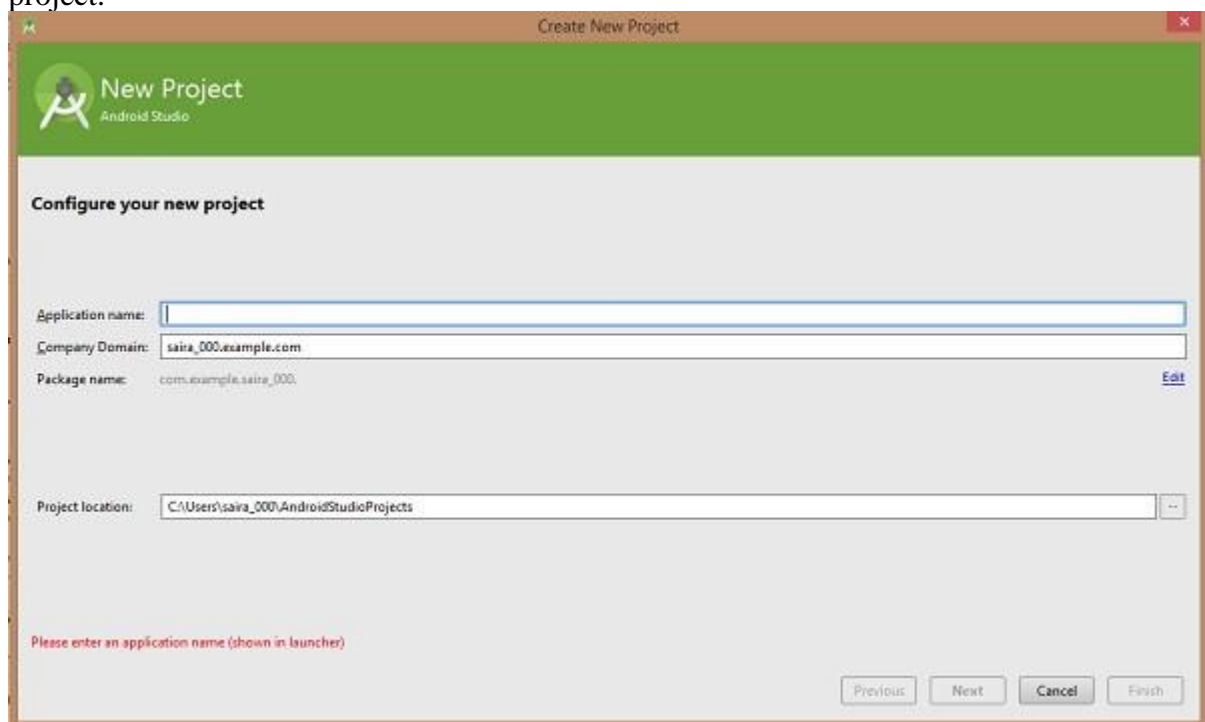 project.
Create New Project
New Project
Android Studio
Configure your new project
Application name:
Company Domain: saira_000.example.com
Package name: com.example.saira_000. Edit
Project location: C:\Users\saira_000\AndroidStudioProjects ...
Please enter an application name (shown in launcher)
Previous Next Cancel Finish